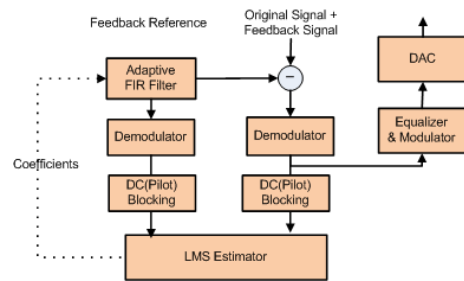 Feedback Reference
Original Signal +
Feedback Signal
Adaptive
FIR Filter
−
DAC
Demodulator
Demodulator
Equalizer
& Modulator
Coefficients
DC(Pilot)
Blocking
DC(Pilot)
Blocking
LMS Estimator